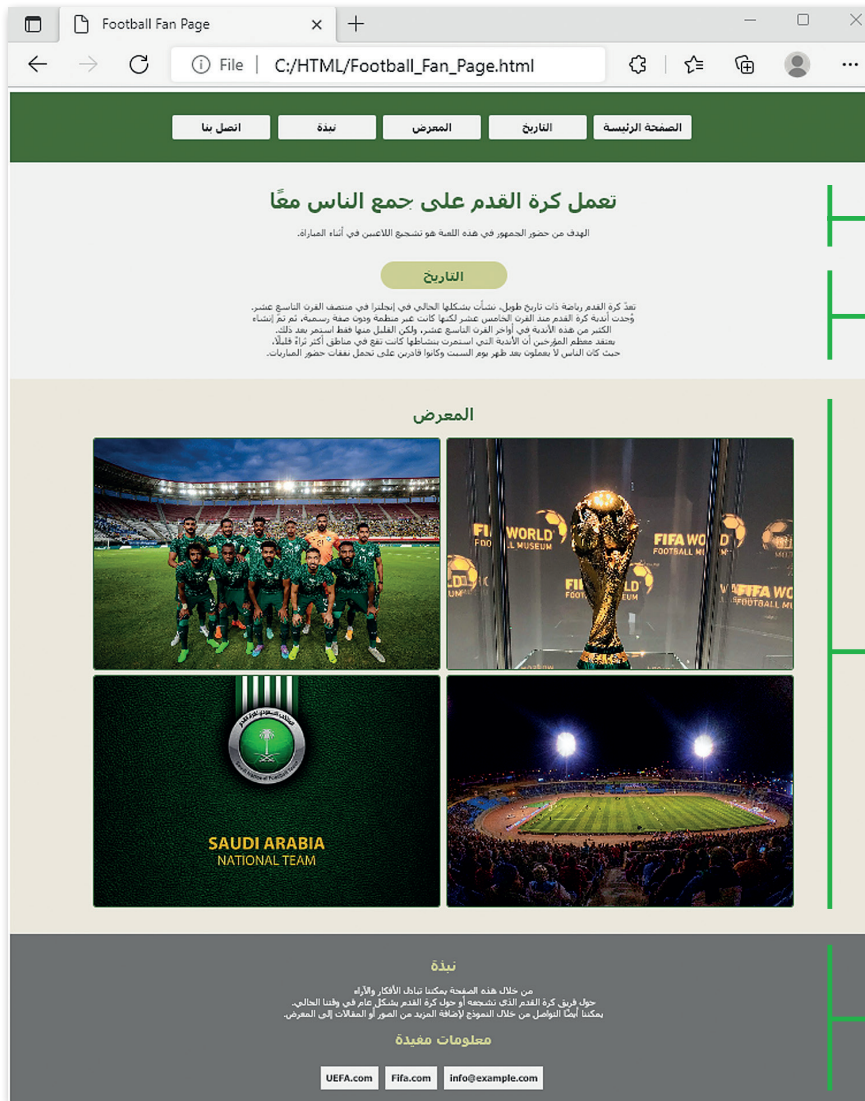 Football Fan Page
File
C:/HTML/Football_Fan_Page.html
الصفحة الرئيسة
التاريخ
المعرض
نبذة
اتصل بنا
تعمل كرة القدم على جمع الناس معًا
الهدف من حضور الجمهور في هذه اللعبة هو تشجيع اللاعبين في أثناء المباراة.
التاريخ
تعدّ كرة القدم رياضة ذات تاريخ طويل، نشأت بشكلها الحالي في إنجلترا في منتصف القرن التاسع عشر.
وُجدت أندية كرة القدم منذ القرن الخامس عشر لكنها كانت غير منظمة ودون صفة رسمية، ثم تمّ إنشاء
الكثير من هذه الأندية في أواخر القرن التاسع عشر، ولكن القليل منها فقط استمر بعد ذلك.
يعتقد معظم المؤرخين أن الأندية التي استمرت بنشاطها كانت تقع في مناطق أكثر ثراءً قليلًا،
حيث كان الناس لا يعملون بعد ظهر يوم السبت وكانوا قادرين على تحمل نفقات حضور المباريات.
المعرض
FIFA WORLD
FOOTBALL MUSEUM
SAUDI ARABIA
NATIONAL TEAM
نبذة
من خلال هذه الصفحة يمكننا تبادل الأفكار والآراء
حول فريق كرة القدم الذي تشجعه أو حول كرة القدم بشكل عام في وقتنا الحالي.
يمكننا أيضًا التواصل من خلال النموذج لإضافة المزيد من الصور أو المقالات إلى المعرض.
معلومات مفيدة
UEFA.com
Fifa.com
info@example.com